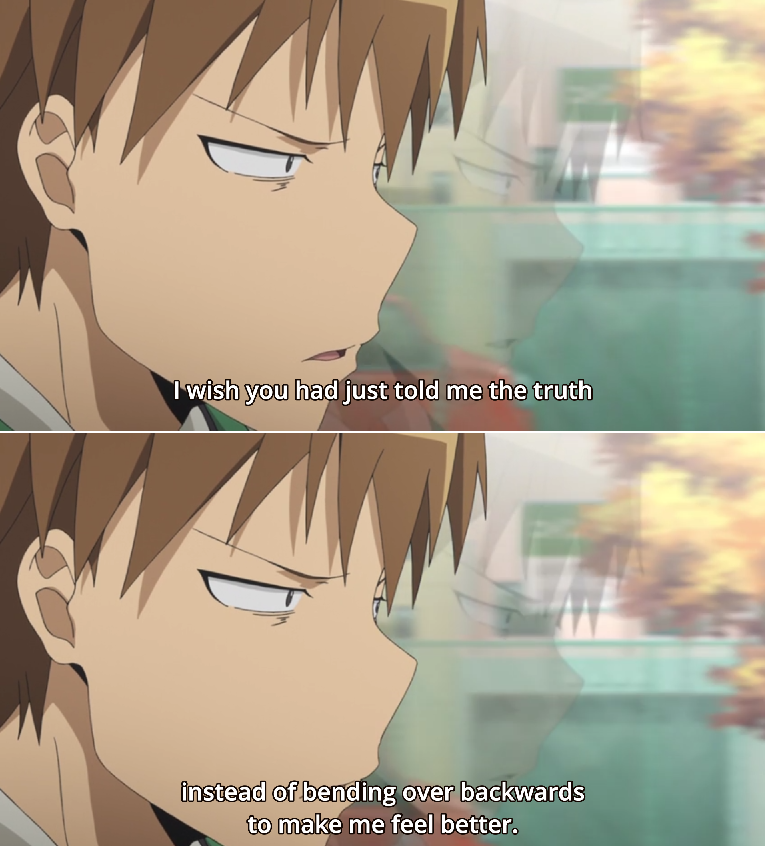 I wish you had just told me the truth
instead of bending over backwards
to make me feel better.